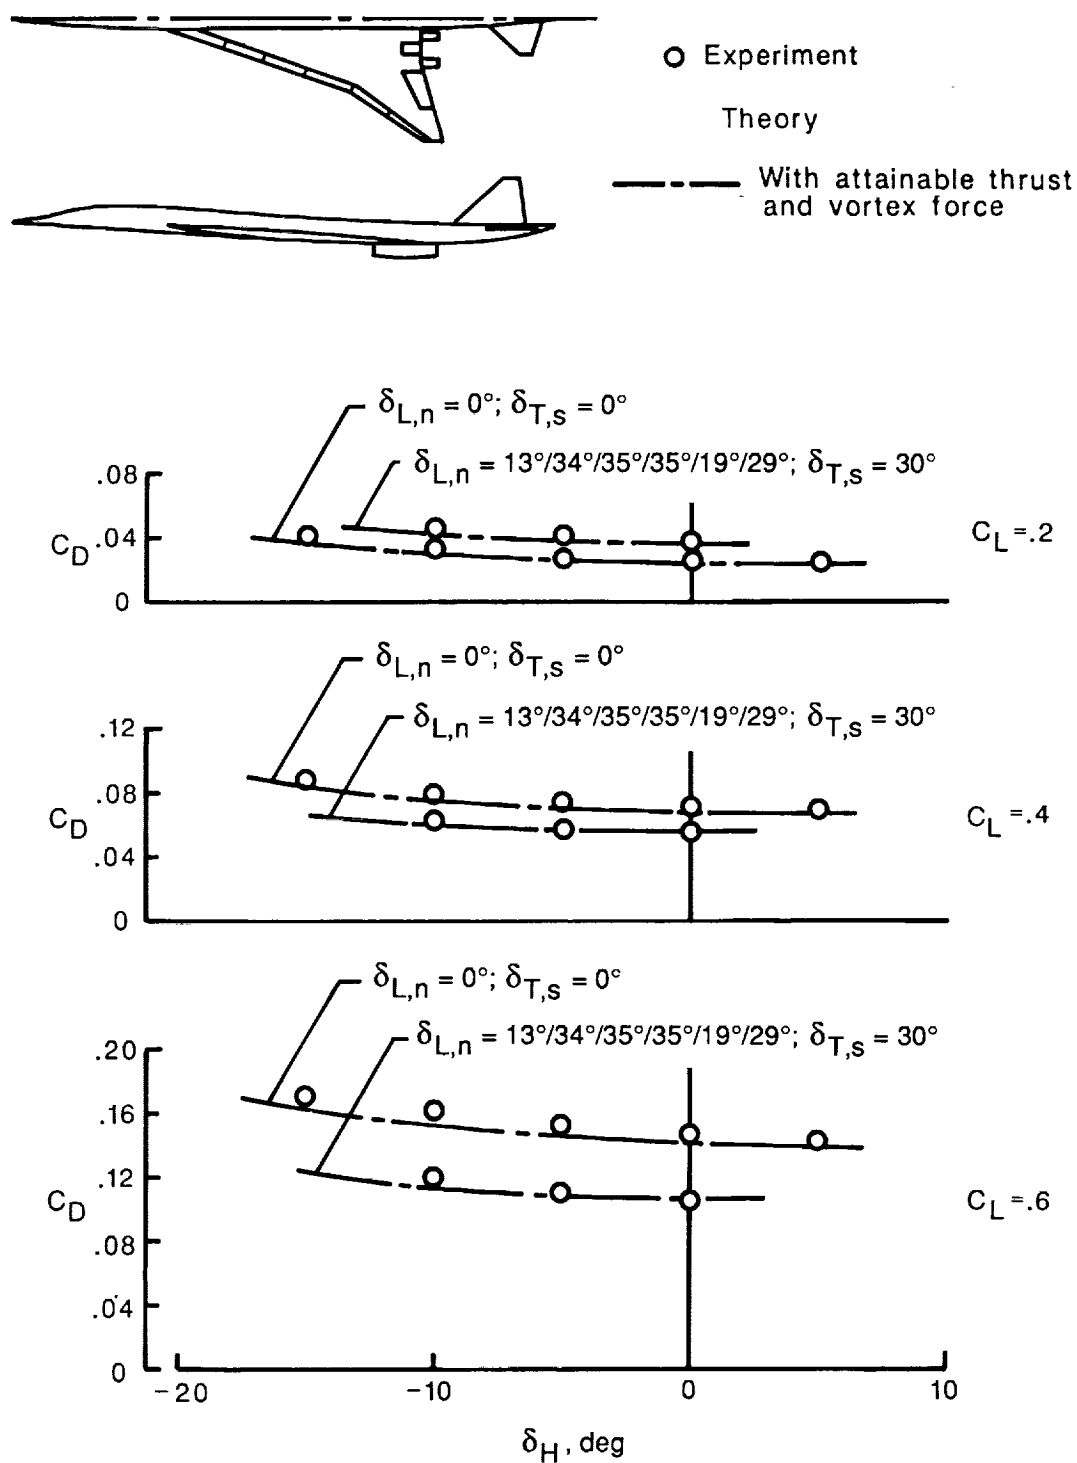 Experiment
Theory
With attainable thrust
and vortex force
δL,n = 0°; δT,s = 0°
δL,n = 13°/34°/35°/35°/19°/29°; δT,s = 30°
.08
.04
0
CD
CL =.2
δL,n = 0°; δT,s = 0°
δL,n = 13°/34°/35°/35°/19°/29°; δT,s = 30°
.12
.08
.04
0
CD
CL =.4
δL,n = 0°; δT,s = 0°
δL,n = 13°/34°/35°/35°/19°/29°; δT,s = 30°
.20
.16
.12
.08
.04
0
CD
CL =.6
-20 -10 0 10
δH, deg